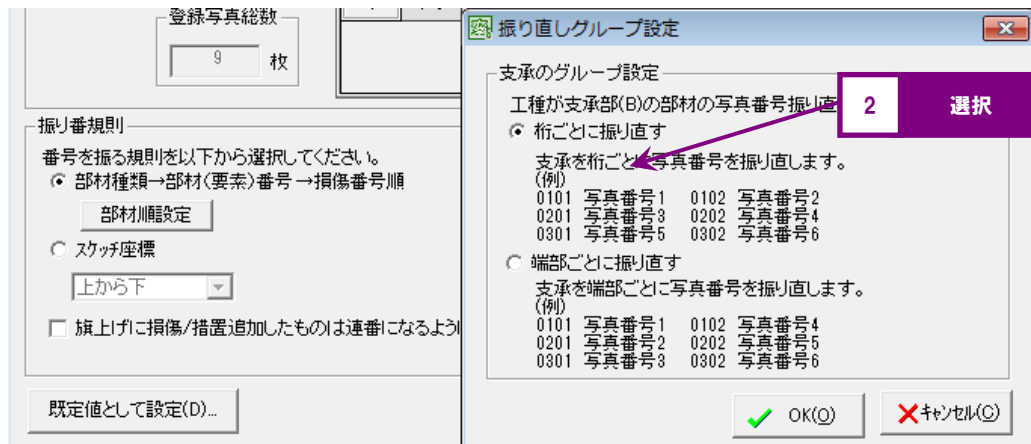 登録写真総数
9 枚
振り番規則
番号を振る規則を以下から選択してください。
部材種類→部材(要素)番号→損傷番号順
部材順設定
スケッチ座標
上から下
旗上げに損傷/措置追加したものは連番になるよう
既定値として設定(D)...
振り直しグループ設定
支承のグループ設定
工種が支承部(B)の部材の写真番号振り直
2 選択
桁ごとに振り直す
支承を桁ごとに写真番号を振り直します。
(例)
0101 写真番号1 0102 写真番号2
0201 写真番号3 0202 写真番号4
0301 写真番号5 0302 写真番号6
端部ごとに振り直す
支承を端部ごとに写真番号を振り直します。
(例)
0101 写真番号1 0102 写真番号4
0201 写真番号2 0202 写真番号5
0301 写真番号3 0302 写真番号6
OK(O)
キャンセル(C)